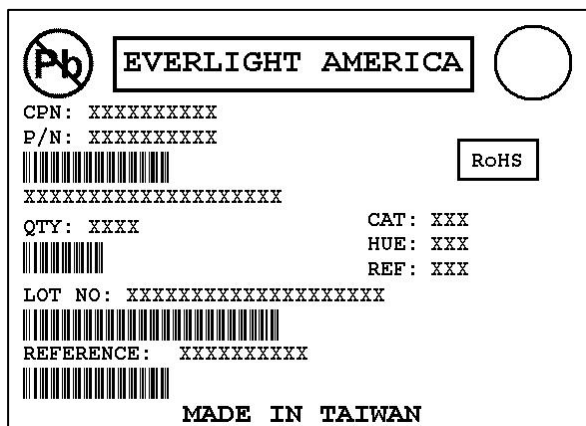 Pb EVERLIGHT AMERICA
CPN: XXXXXXXXXX
P/N: XXXXXXXXXX
RoHS
XXXXXXXXXXXXXXXXXXXX
QTY: XXXX
CAT: XXX
HUE: XXX
REF: XXX
LOT NO: XXXXXXXXXXXXXXXXXXXX
REFERENCE: XXXXXXXXXX
MADE IN TAIWAN